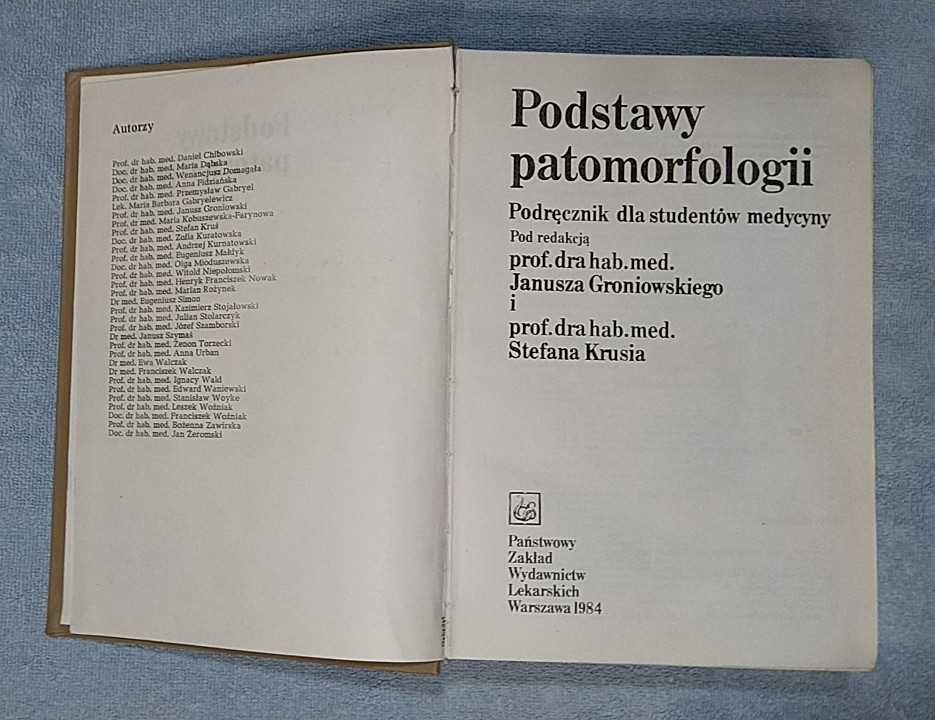 Autorzy
Prof. dr hab. med. Daniel Chibowski
Doc. dr hab. med. Maria Dąbska
Doc. dr hab. med. Wenancjusz Domagała
Doc. dr hab. med. Anna Fidziańska
Prof. dr hab. med. Przemysław Gabryel
Lek. Maria Barbara Gabryelewicz
Prof. dr hab. med. Janusz Groniowski
Prof. dr med. Maria Kobuszewska-Farynowa
Prof. dr hab. med. Stefan Kruś
Doc. dr hab. med. Zofia Kuratowska
Prof. dr hab. med. Andrzej Kurnatowski
Prof. dr hab. med. Eugeniusz Małdyk
Doc. dr hab. med. Olga Mioduszewska
Prof. dr hab. med. Witold Niepołomski
Prof. dr hab. med. Henryk Franciszek Nowak
Prof. dr hab. med. Marian Rożynek
Dr med. Eugeniusz Simon
Prof. dr hab. med. Kazimierz Stojałowski
Prof. dr hab. med. Julian Stolarczyk
Prof. dr hab. med. Józef Szamborski
Dr med. Janusz Szymaś
Prof. dr hab. med. Zenon Torzecki
Prof. dr hab. med. Anna Urban
Dr med. Ewa Walczak
Dr med. Franciszek Walczak
Prof. dr hab. med. Ignacy Wald
Prof. dr hab. med. Edward Waniewski
Prof. dr hab. med. Stanisław Woyke
Prof. dr hab. med. Leszek Woźniak
Doc. dr hab. med. Franciszek Woźniak
Prof. dr hab. med. Bożenna Zawirska
Doc. dr hab. med. Jan Żeromski
Podstawy
patomorfologii
Podręcznik dla studentów medycyny
Pod redakcją
prof. dra hab. med.
Janusza Groniowskiego
i
prof. dra hab. med.
Stefana Krusia
Państwowy
Zakład
Wydawnictw
Lekarskich
Warszawa 1984